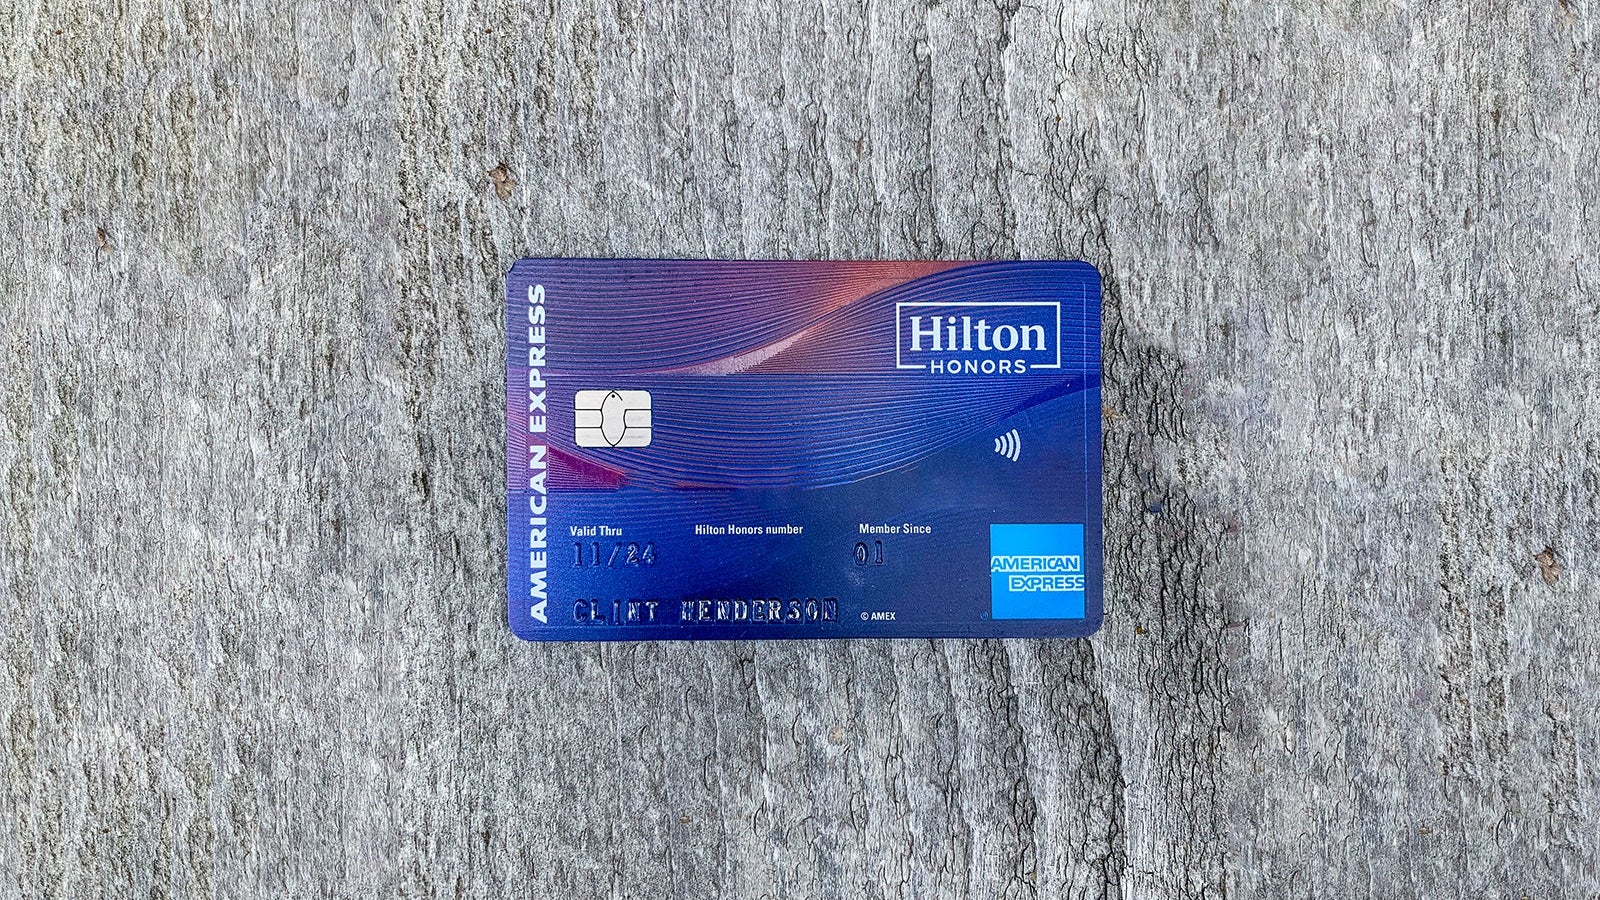 AMERICAN EXPRESS
Hilton
HONORS
Valid Thru
11/24
Hilton Honors number
Member Since
01
CLINT HENDERSON
© AMEX
AMERICAN
EXPRESS